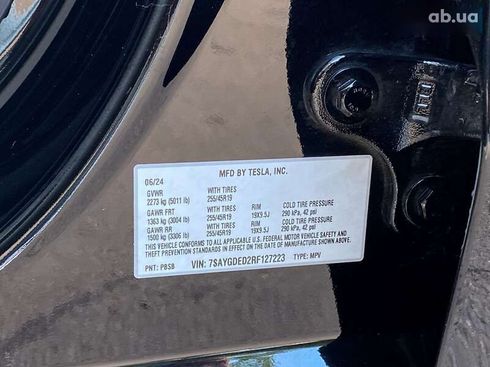 ab.ua
MFD BY TESLA, INC.
06/24
GVWR WITH TIRES
2273 kg (5011 lb) 255/45R19
GAWR FRT WITH TIRES RIM COLD TIRE PRESSURE
1363 kg (3004 lb) 255/45R19 19X9.5J 290 kPa, 42 psi
GAWR RR WITH TIRES RIM COLD TIRE PRESSURE
1500 kg (3306 lb) 255/45R19 19X9.5J 290 kPa, 42 psi
THIS VEHICLE CONFORMS TO ALL APPLICABLE U.S. FEDERAL MOTOR VEHICLE SAFETY AND
THEFT PREVENTION STANDARDS IN EFFECT ON THE DATE OF MANUFACTURE SHOWN ABOVE.
PNT: PBSB VIN: 7SAYGDED2RF127223 TYPE: MPV